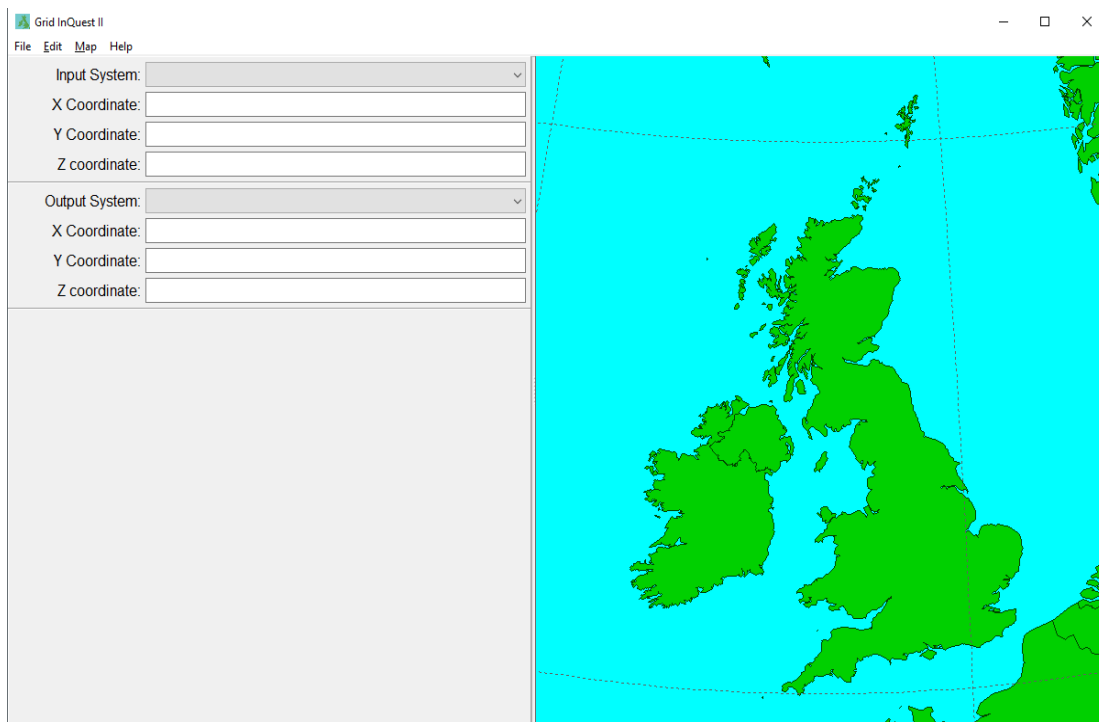 Grid InQuest II
File Edit Map Help
Input System:
X Coordinate:
Y Coordinate:
Z coordinate:
Output System:
X Coordinate:
Y Coordinate:
Z coordinate: